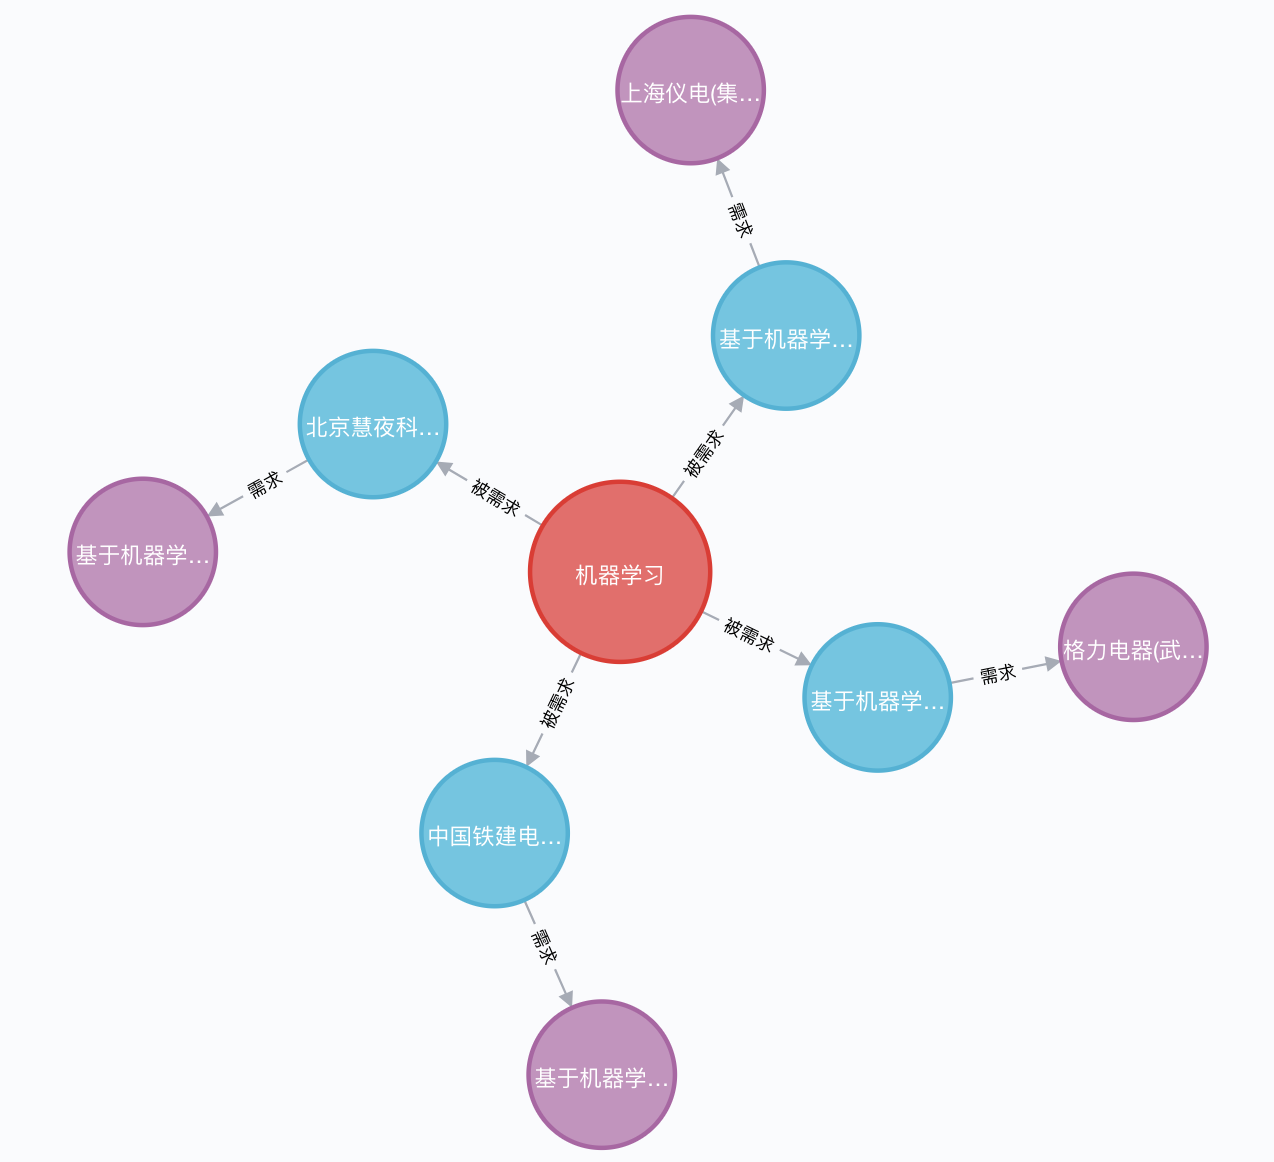 上海仪电(集…
需求
基于机器学…
被需求
北京慧夜科…
被需求
需求
基于机器学…
机器学习
被需求
格力电器(武…
需求
基于机器学…
被需求
中国铁建电…
需求
基于机器学…